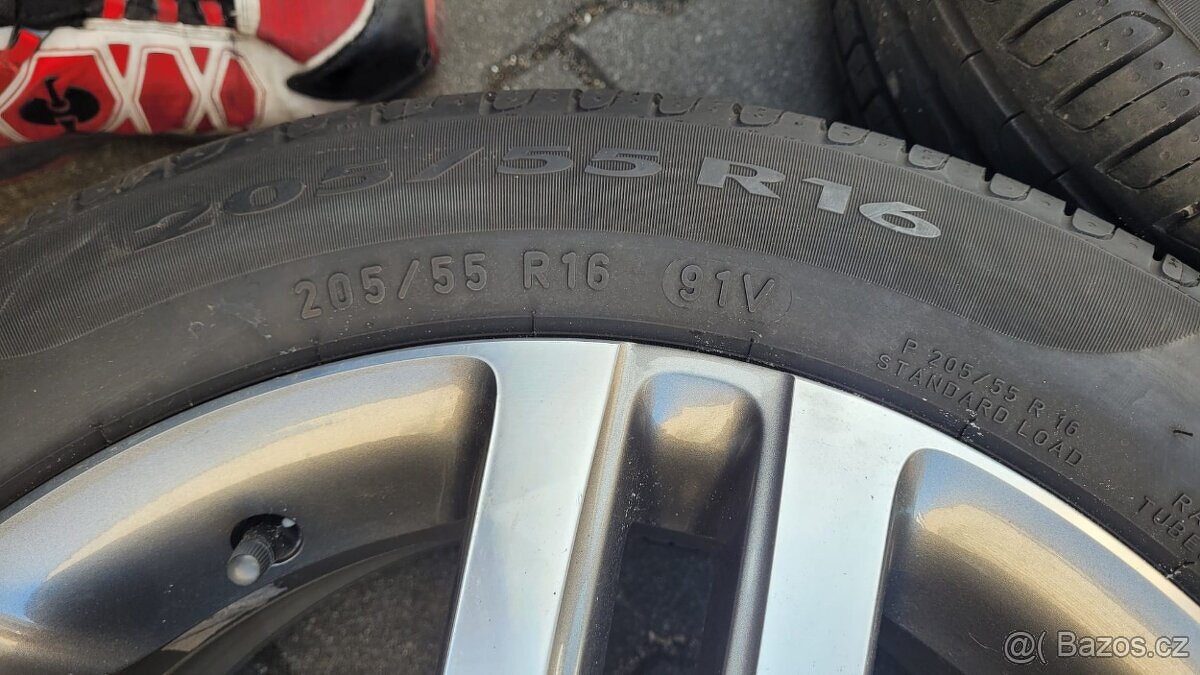 205/55 R16
205/55 R16 91V
P 205/55 R 16
STANDARD LOAD
@( Bazos.cz